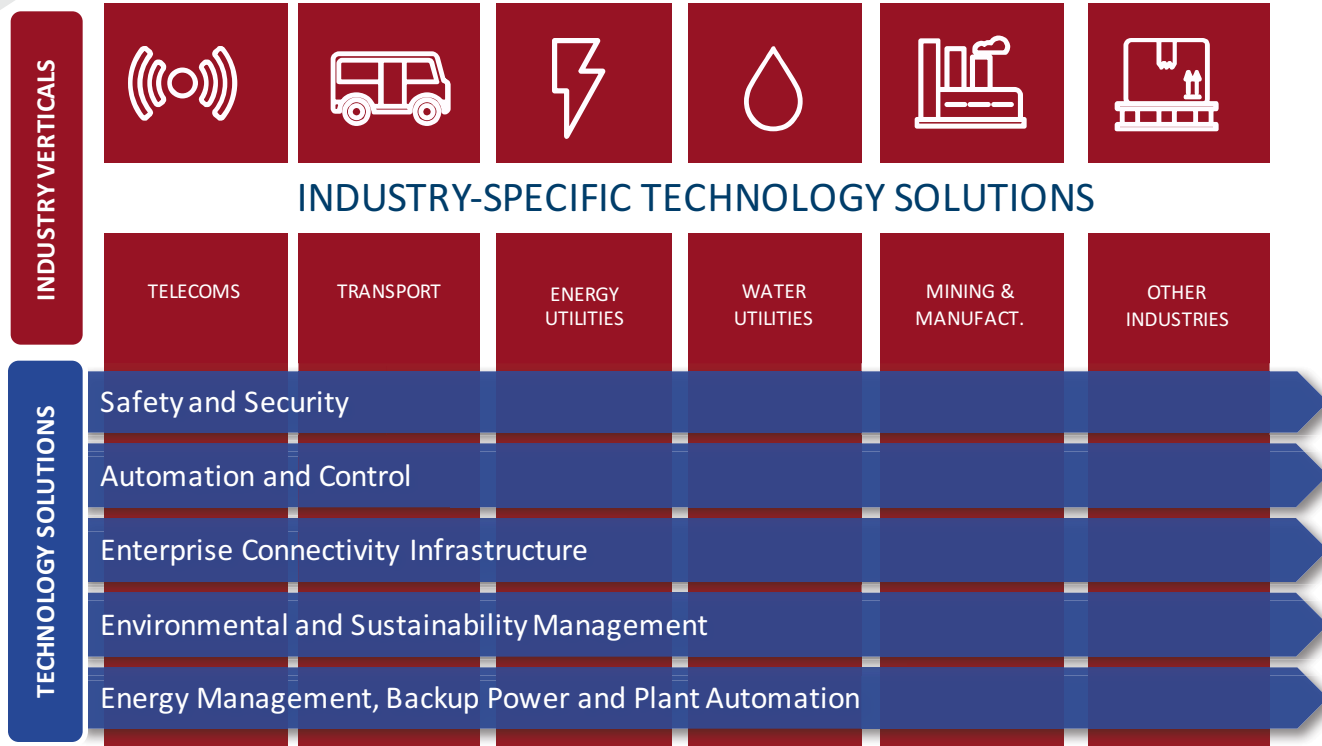 INDUSTRY VERTICALS
INDUSTRY-SPECIFIC TECHNOLOGY SOLUTIONS
TELECOMS
TRANSPORT
ENERGY
UTILITIES
WATER
UTILITIES
MINING &
MANUFACT.
OTHER
INDUSTRIES
TECHNOLOGY SOLUTIONS
Safety and Security
Automation and Control
Enterprise Connectivity Infrastructure
Environmental and Sustainability Management
Energy Management, Backup Power and Plant Automation